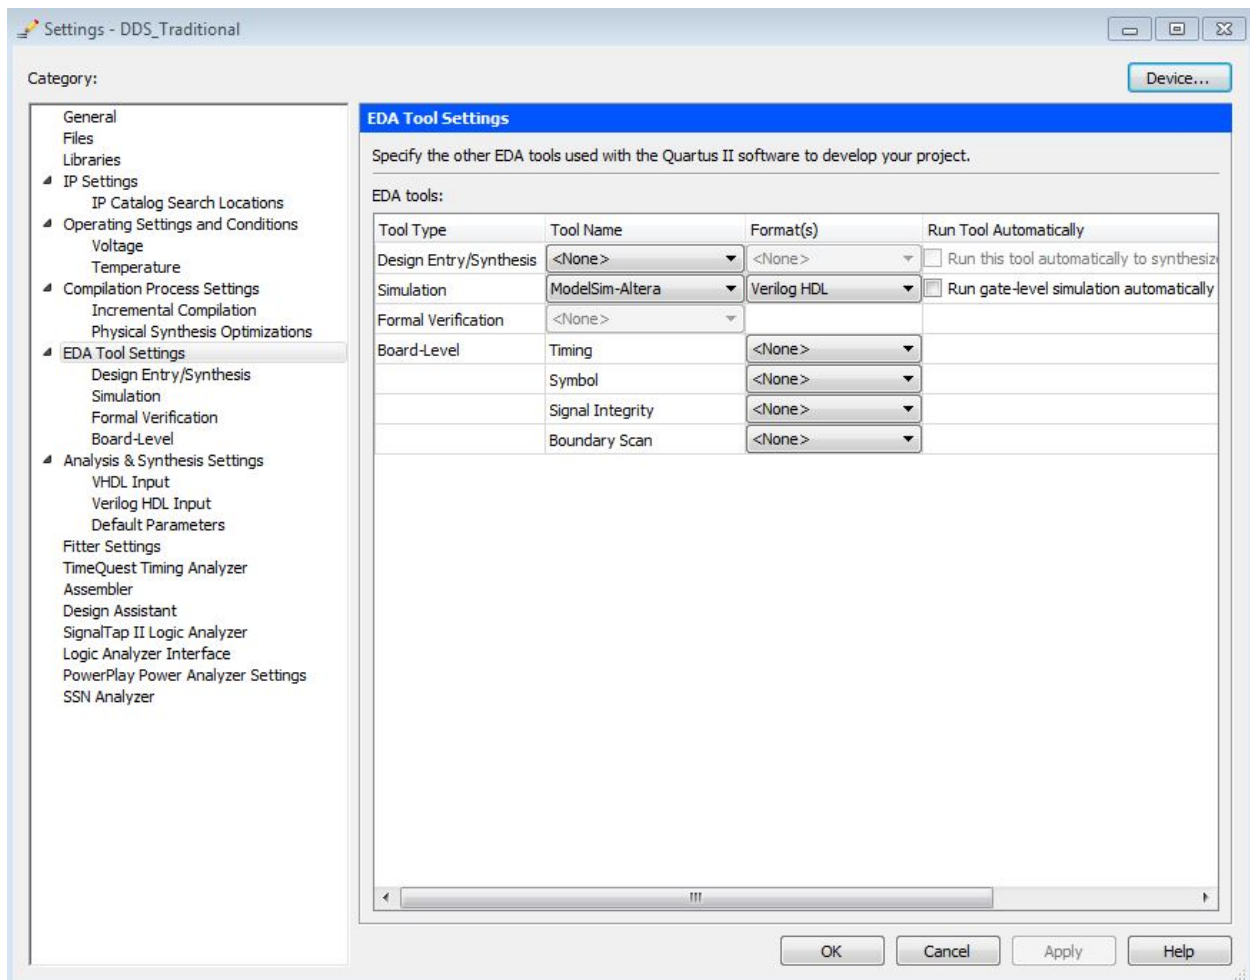 Settings - DDS_Traditional
Category:
Device...
General
Files
Libraries
IP Settings
IP Catalog Search Locations
Operating Settings and Conditions
Voltage
Temperature
Compilation Process Settings
Incremental Compilation
Physical Synthesis Optimizations
EDA Tool Settings
Design Entry/Synthesis
Simulation
Formal Verification
Board-Level
Analysis & Synthesis Settings
VHDL Input
Verilog HDL Input
Default Parameters
Fitter Settings
TimeQuest Timing Analyzer
Assembler
Design Assistant
SignalTap II Logic Analyzer
Logic Analyzer Interface
PowerPlay Power Analyzer Settings
SSN Analyzer
EDA Tool Settings
Specify the other EDA tools used with the Quartus II software to develop your project.
EDA tools:
Tool Type Tool Name Format(s) Run Tool Automatically
Design Entry/Synthesis <None> <None> Run this tool automatically to synthesiz
Simulation ModelSim-Altera Verilog HDL Run gate-level simulation automatically
Formal Verification <None>
Board-Level Timing <None>
Symbol <None>
Signal Integrity <None>
Boundary Scan <None>
OK Cancel Apply Help